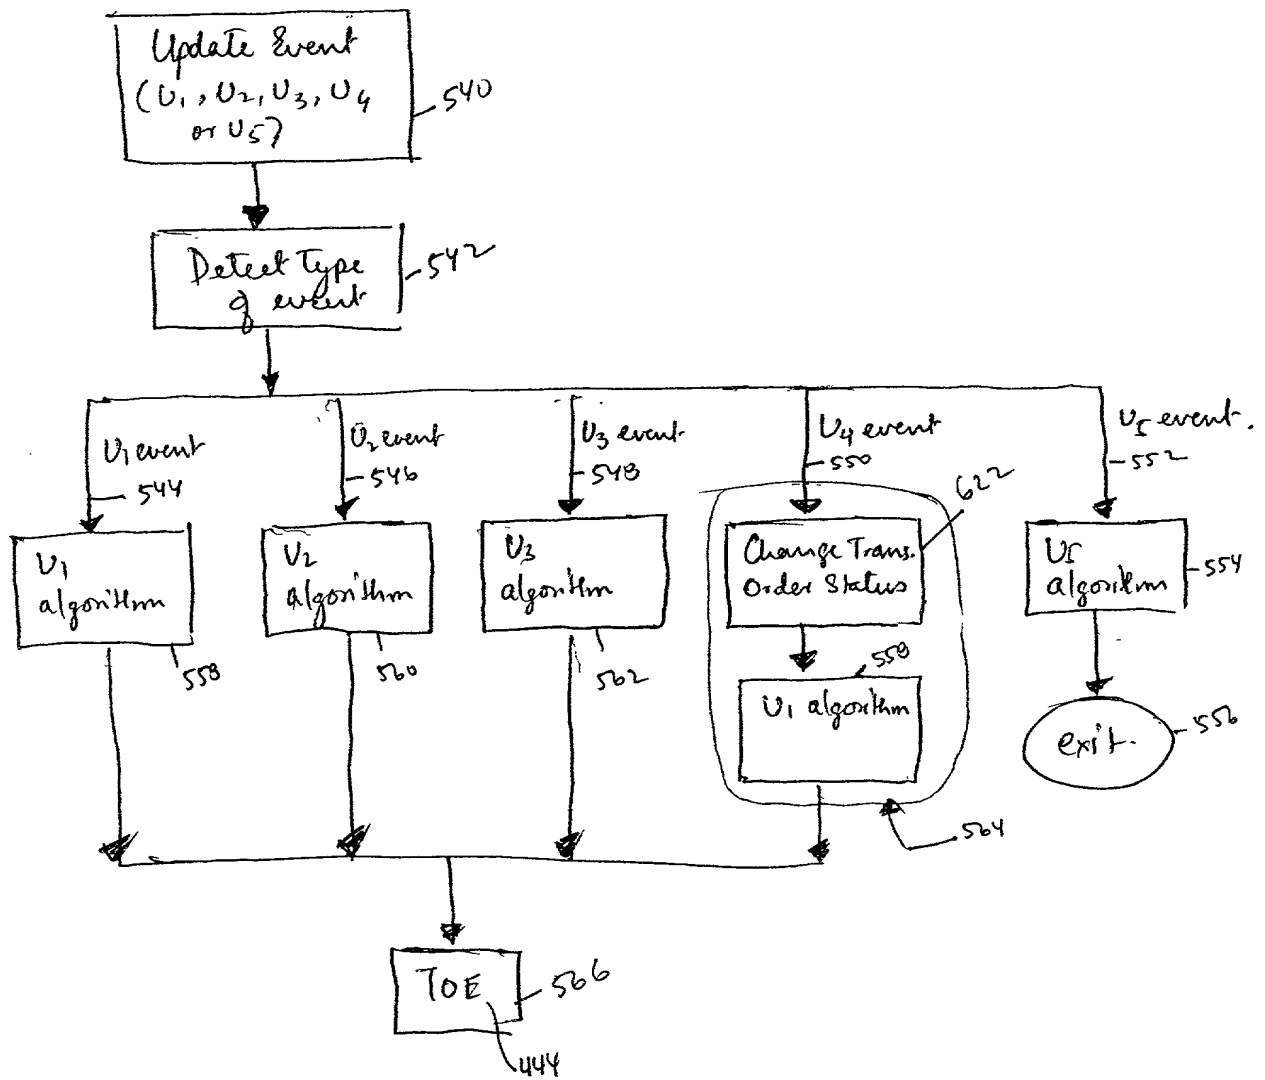 Update Event
(U1, U2, U3, U4
or U5)
540
Detect Type
of event
542
U1 event
544
U2 event
546
U3 event
548
U4 event
550
U5 event.
552
622
U1
algorithm
558
U2
algorithm
560
U3
algorithm
562
Change Trans.
Order Status
558
U1 algorithm
564
U5
algorithm
554
exit.
556
TOE
566
444